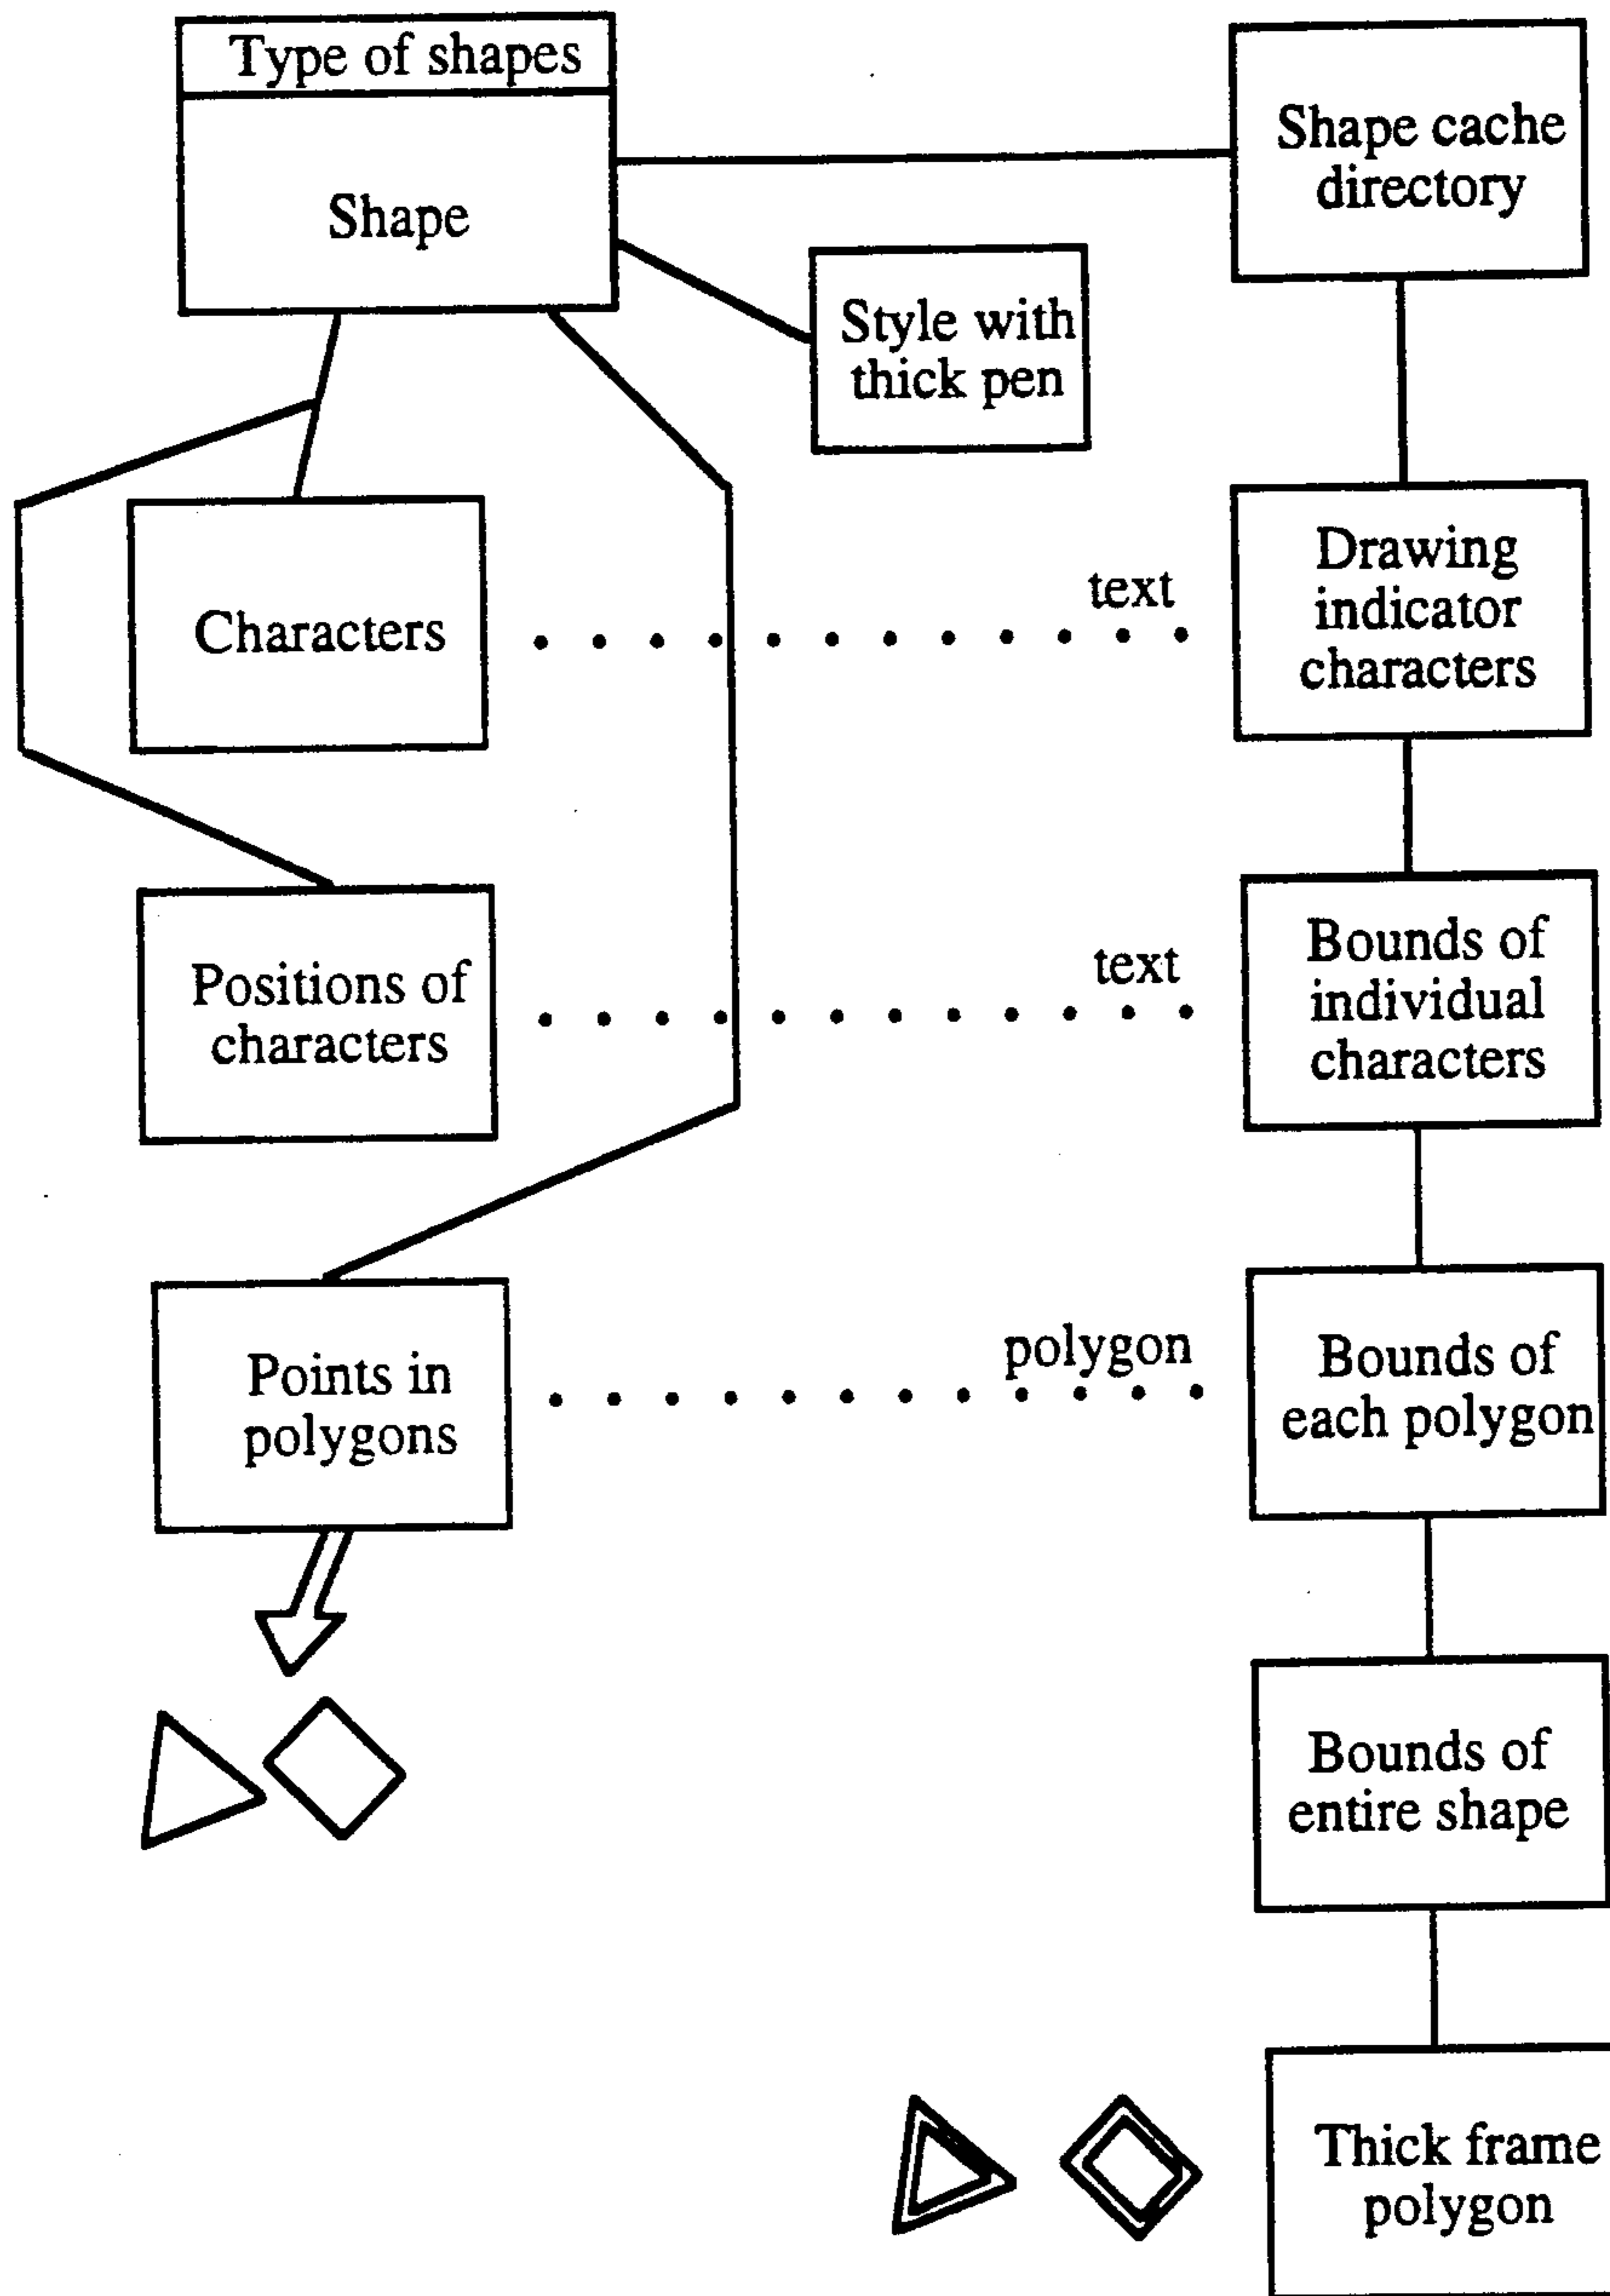 Type of shapes
Shape
Shape cache
directory
Style with
thick pen
Characters
text
Drawing
indicator
characters
Positions of
characters
text
Bounds of
individual
characters
Points in
polygons
polygon
Bounds of
each polygon
Bounds of
entire shape
Thick frame
polygon